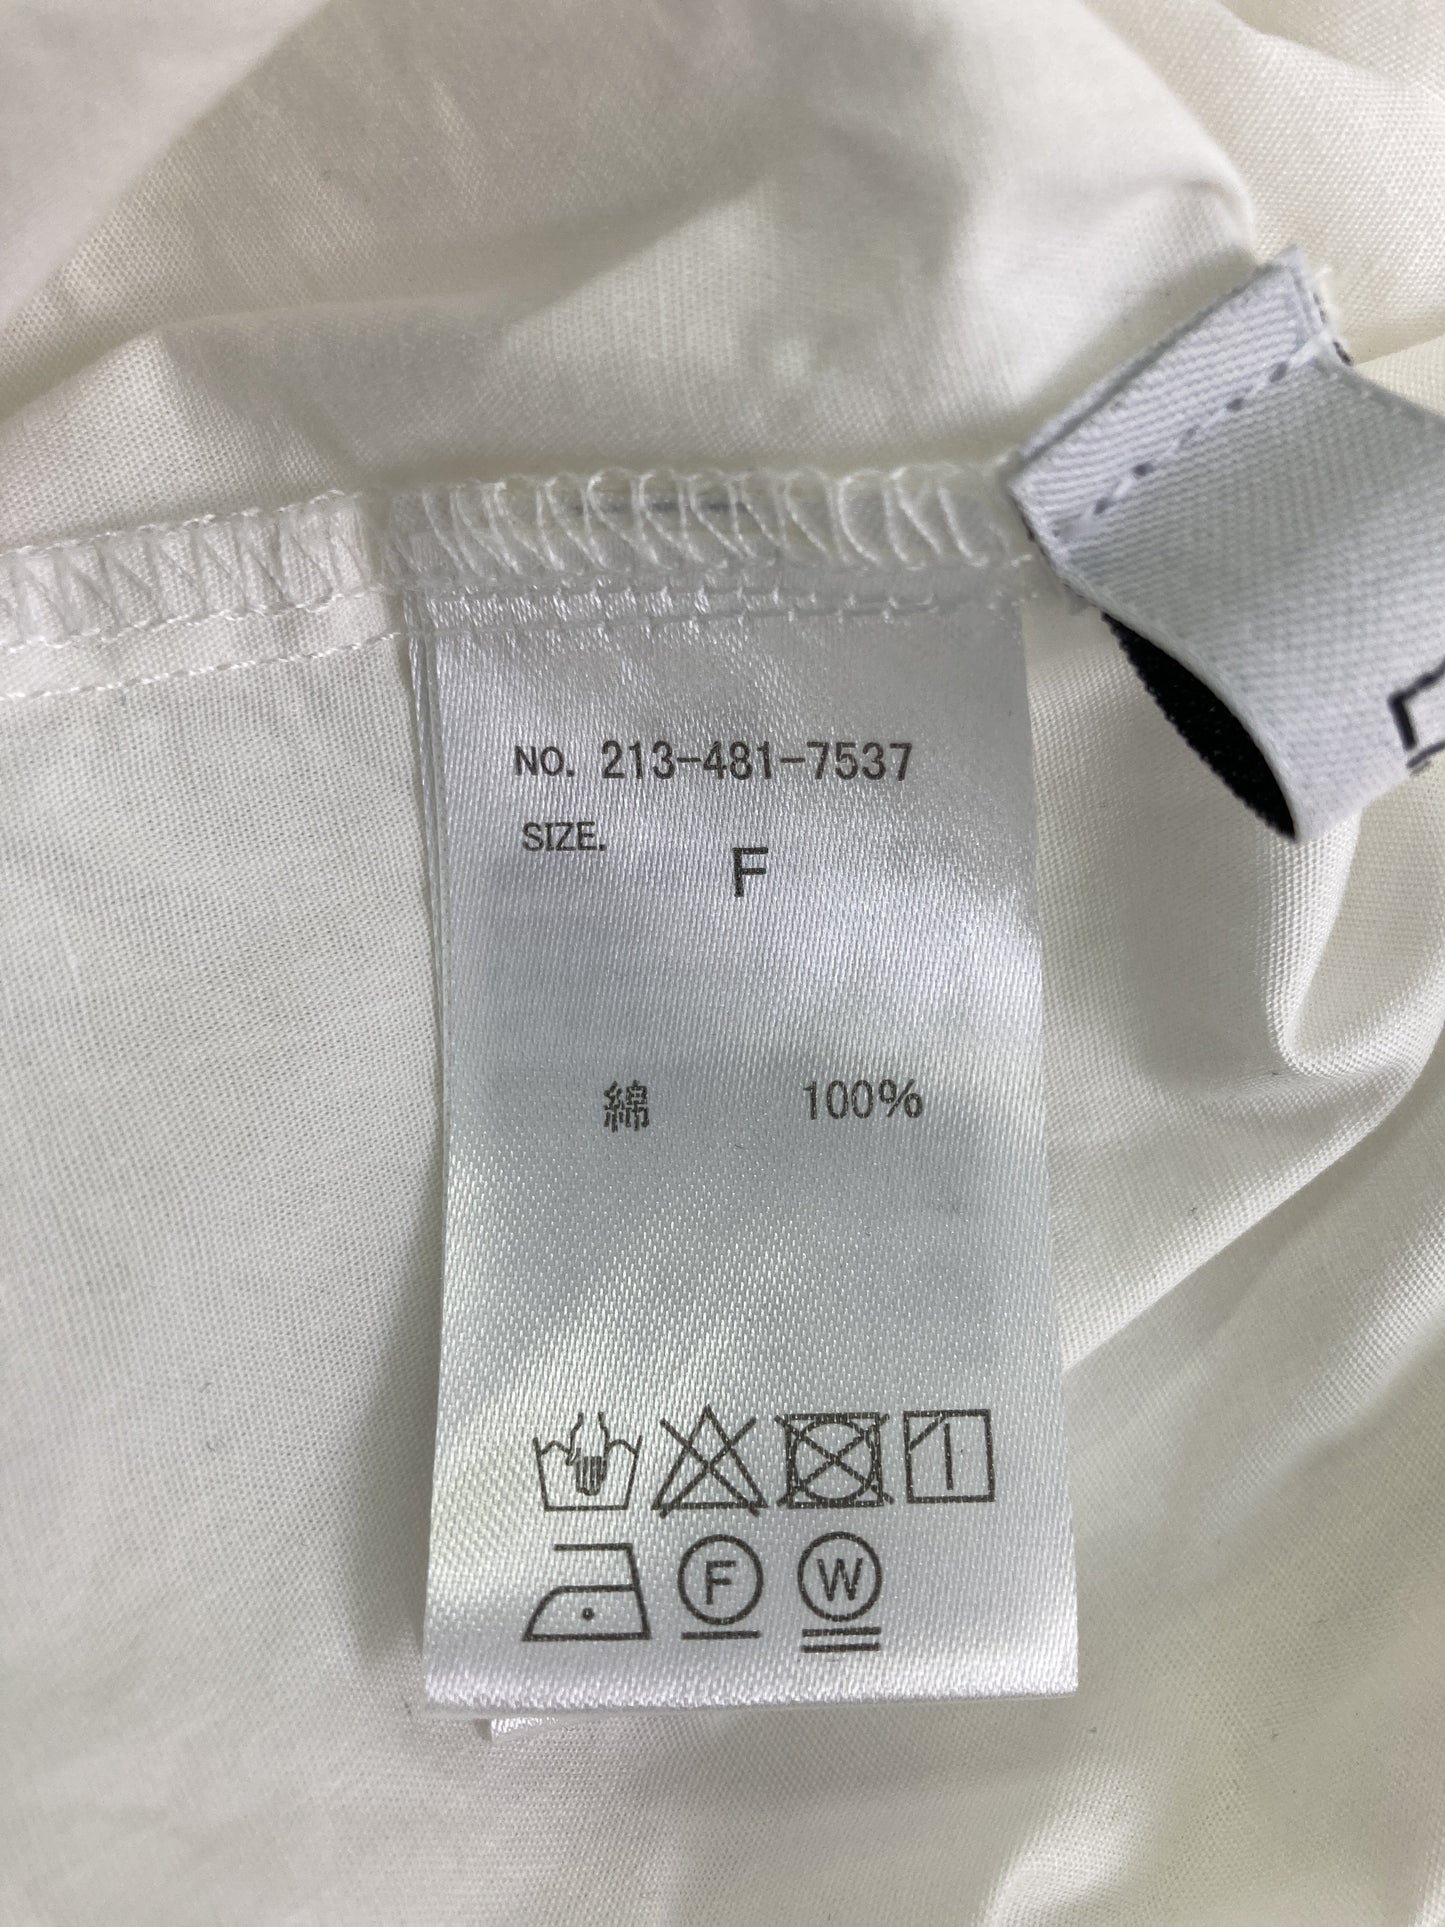 NO. 213-481-7537
SIZE.
F
綿 100%
F W